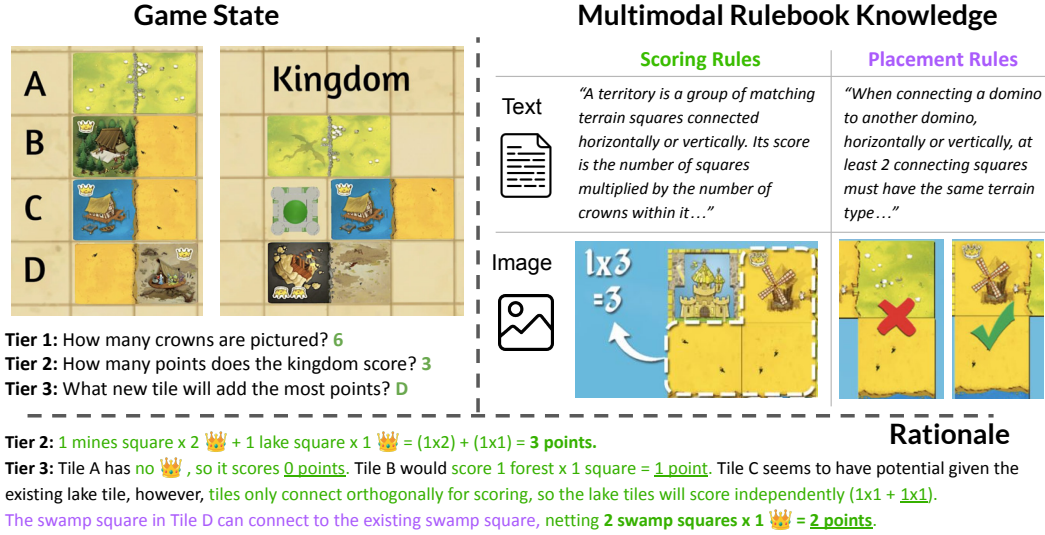 Game State
Multimodal Rulebook Knowledge
A
B
C
D
Kingdom
Scoring Rules
Placement Rules
Text
“A territory is a group of matching
terrain squares connected
horizontally or vertically. Its score
is the number of squares
multiplied by the number of
crowns within it…”
“When connecting a domino
to another domino,
horizontally or vertically, at
least 2 connecting squares
must have the same terrain
type…”
Image
1x3
=3
Tier 1: How many crowns are pictured? 6
Tier 2: How many points does the kingdom score? 3
Tier 3: What new tile will add the most points? D
Rationale
Tier 2: 1 mines square x 2 👑 + 1 lake square x 1 👑 = (1x2) + (1x1) = 3 points.
Tier 3: Tile A has no 👑 , so it scores 0 points. Tile B would score 1 forest x 1 square = 1 point. Tile C seems to have potential given the
existing lake tile, however, tiles only connect orthogonally for scoring, so the lake tiles will score independently (1x1 + 1x1).
The swamp square in Tile D can connect to the existing swap square, netting 2 swamp squares x 1 👑 = 2 points.